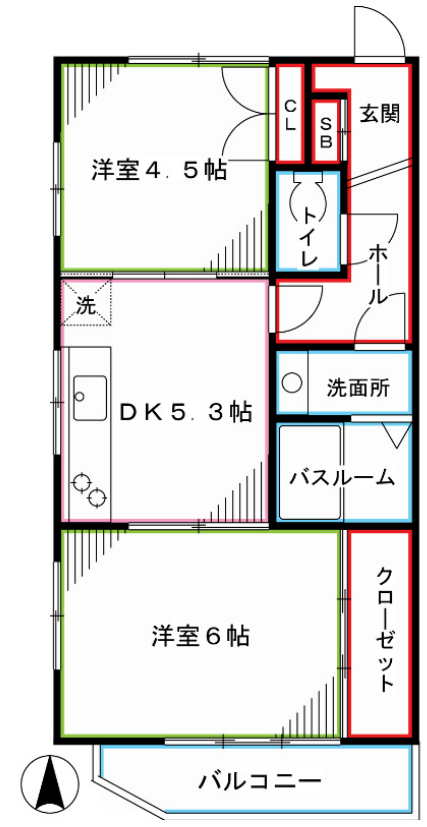 玄関
CL
SB
洋室4.5帖
トイレ
ホール
洗
洗面所
DK5.3帖
バスルーム
洋室6帖
クローゼット
バルコニー